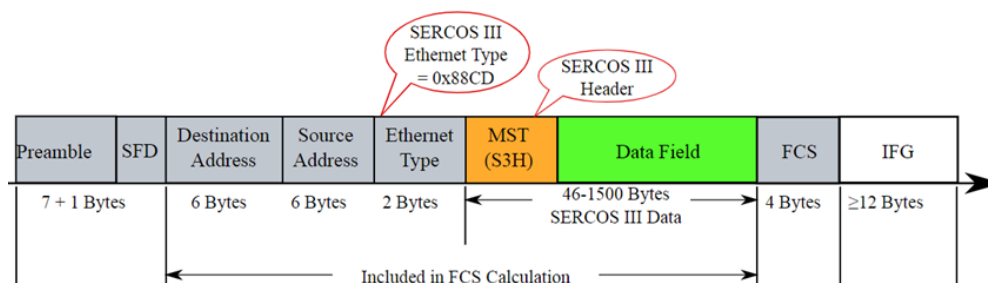 SERCOS III
Ethernet Type
= 0x88CD
SERCOS III
Header
Preamble
SFD
Destination
Address
Source
Address
Ethernet
Type
MST
(S3H)
Data Field
FCS
IFG
7 + 1 Bytes
6 Bytes
6 Bytes
2 Bytes
46-1500 Bytes
SERCOS III Data
4 Bytes
≥12 Bytes
Included in FCS Calculation